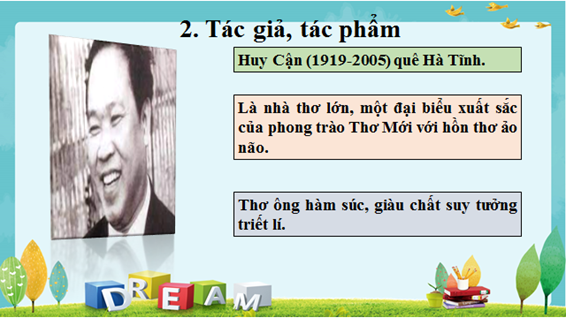 2. Tác giả, tác phẩm
Huy Cận (1919-2005) quê Hà Tĩnh.
Là nhà thơ lớn, một đại biểu xuất sắc
của phong trào Thơ Mới với hồn thơ ảo
não.
Thơ ông hàm súc, giàu chất suy tưởng
triết lí.
DREAM